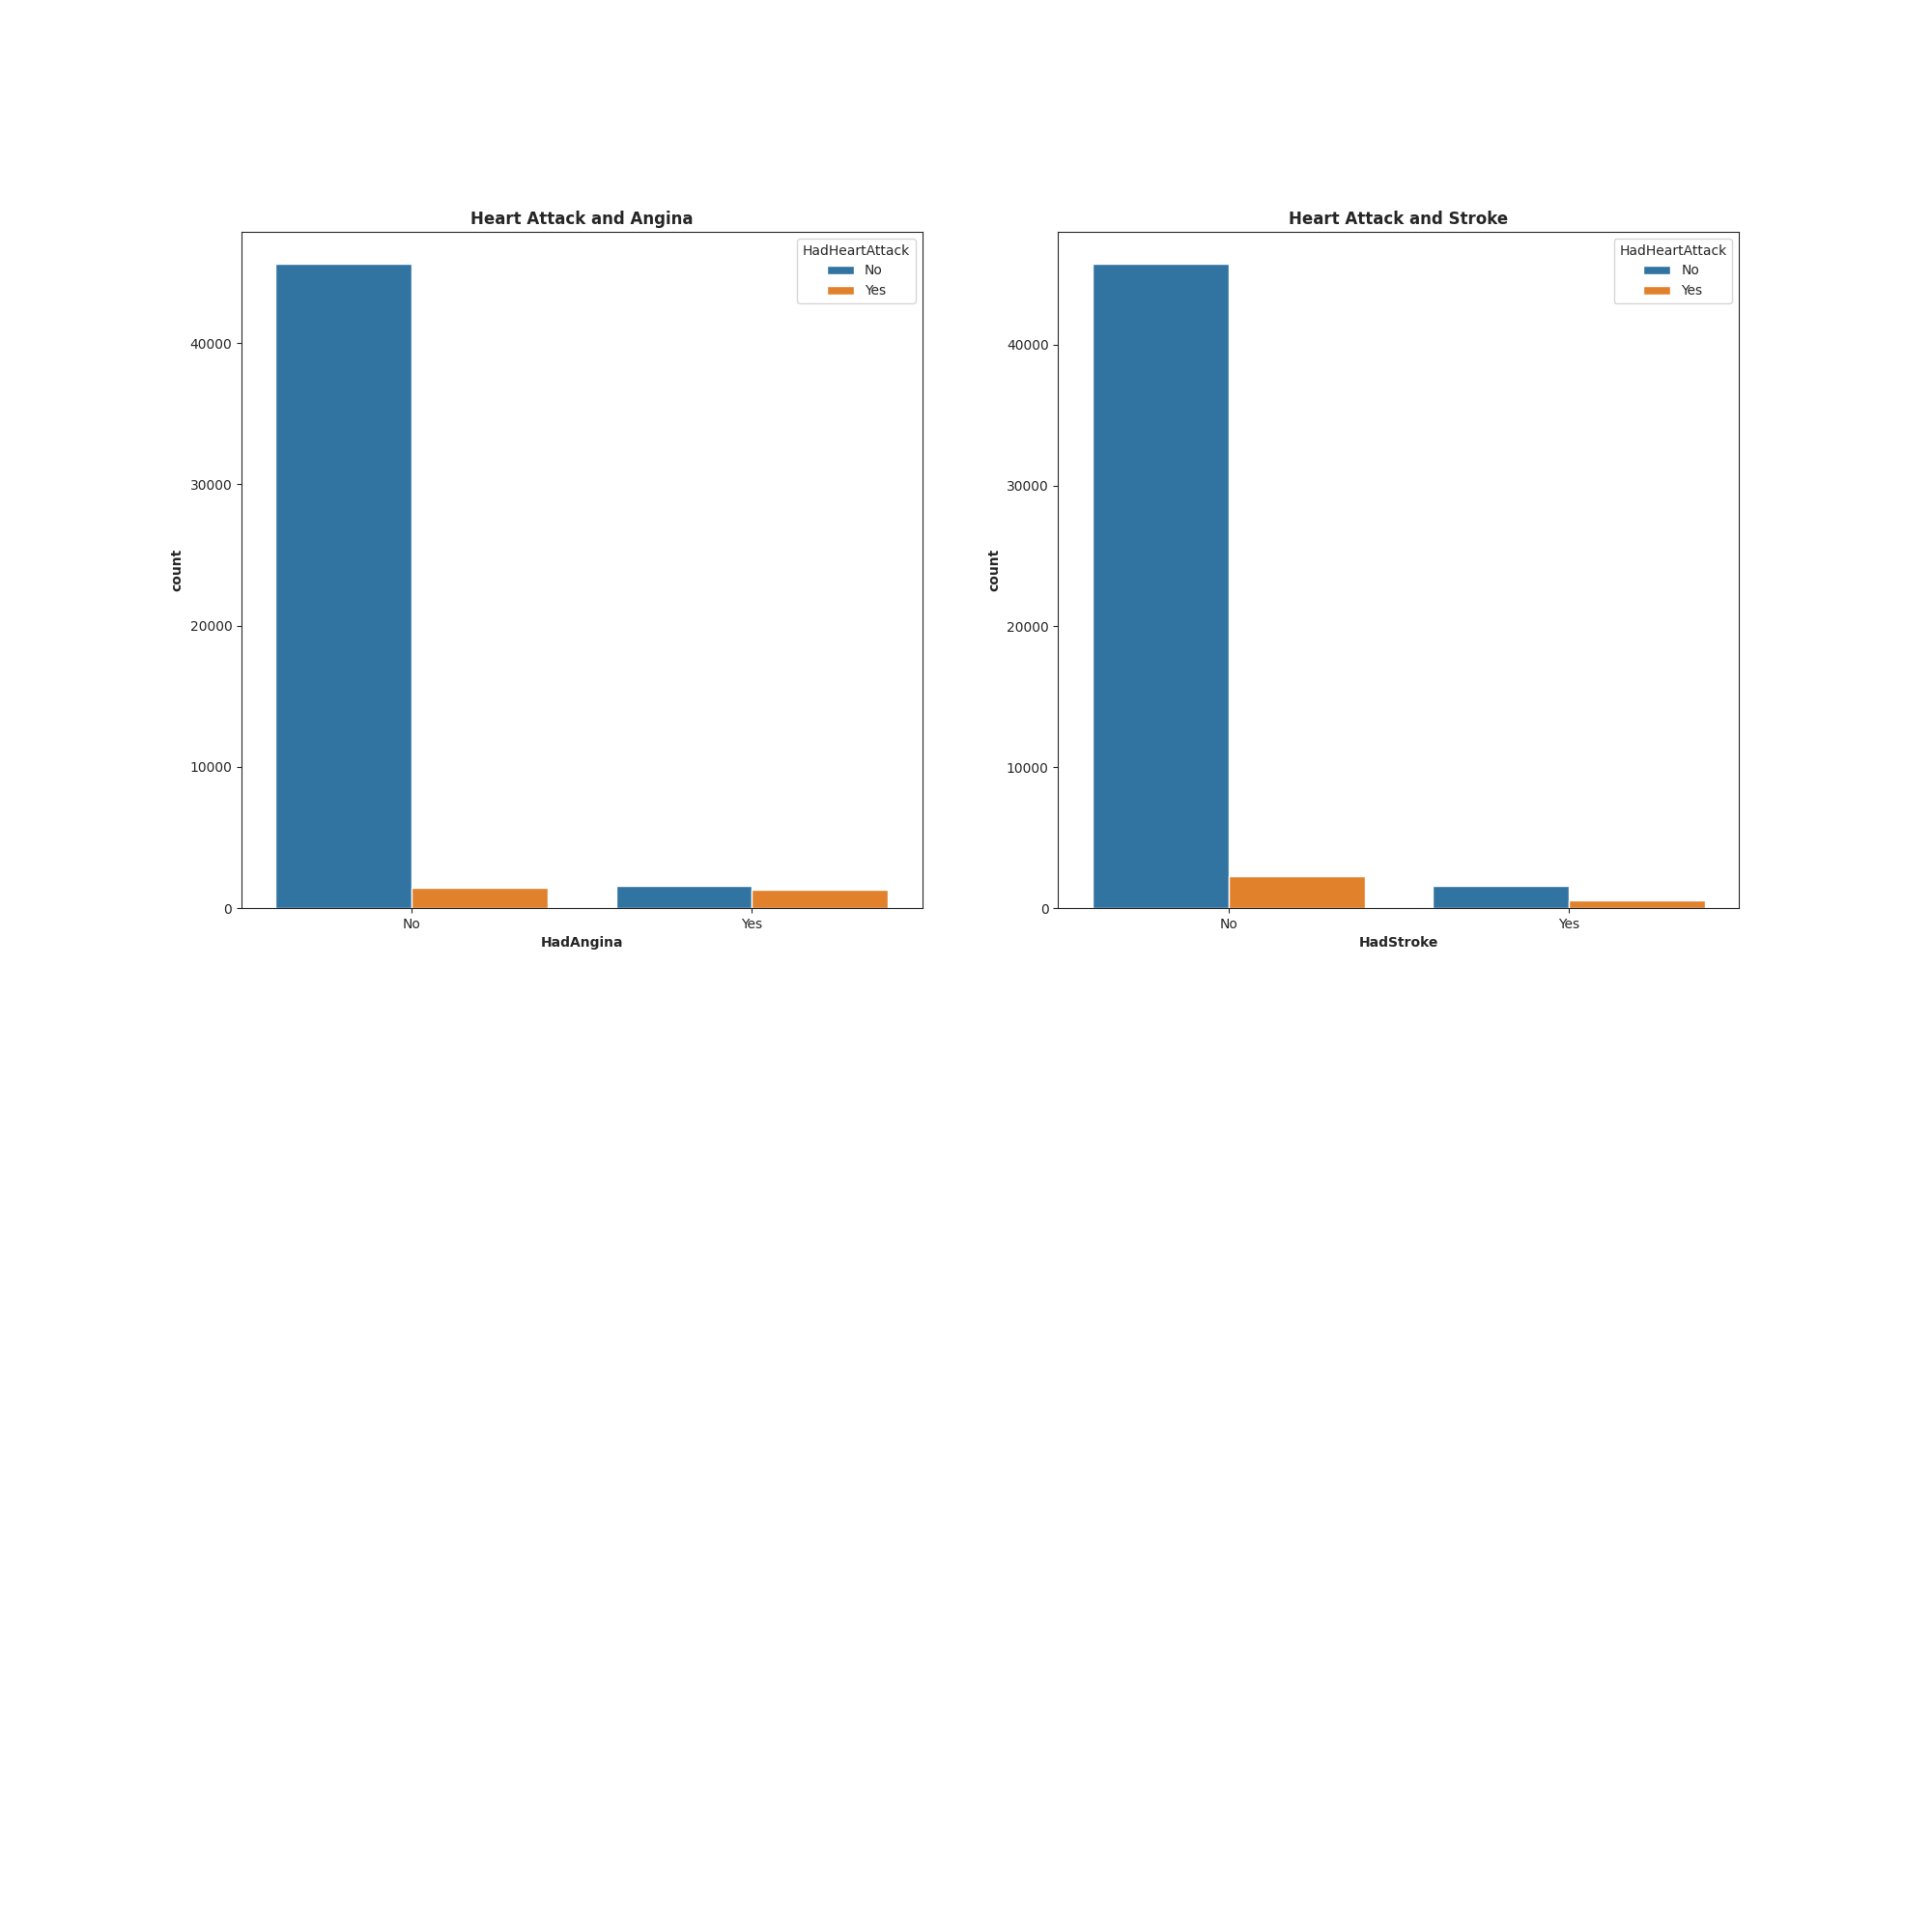 Heart Attack and Angina
HadHeartAttack
No
Yes
40000
30000
20000
10000
0
count
No
Yes
HadAngina
Heart Attack and Stroke
HadHeartAttack
No
Yes
40000
30000
20000
10000
0
count
No
Yes
HadStroke